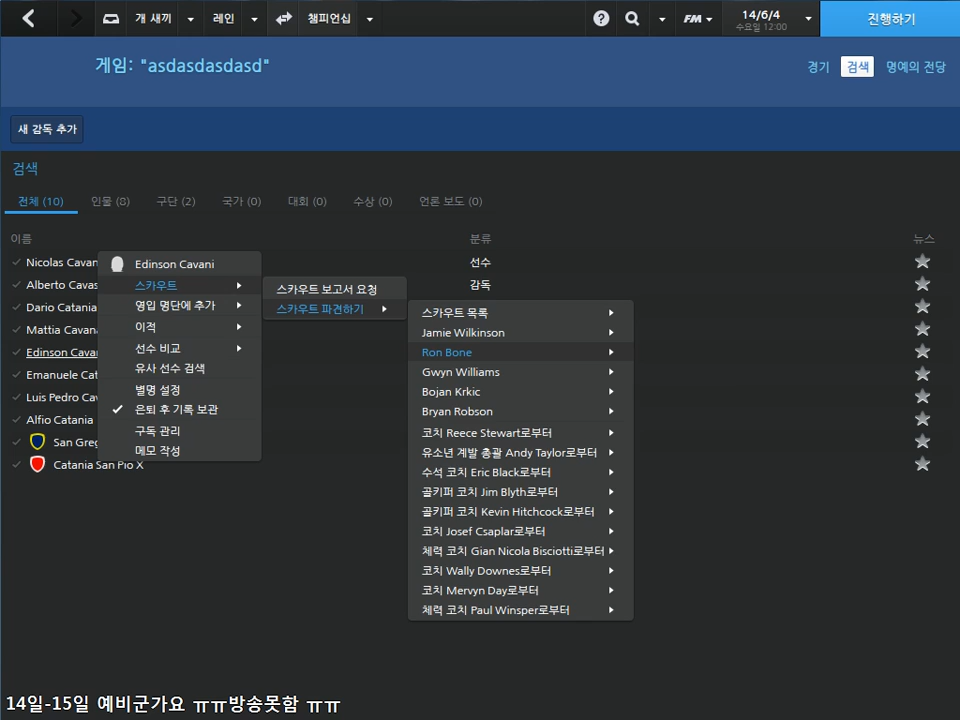 개 새끼 레인 챔피언십 FM 14/6/4 진행하기
수요일 12:00
게임: "asdasdasdasd" 경기 검색 명예의 전당
새 감독 추가
검색
전체 (10) 인물 (8) 구단 (2) 국가 (0) 대회 (0) 수상 (0) 언론 보도 (0)
이름 분류 뉴스
Nicolas Cavan 선수
Alberto Cavas 감독
Dario Catania
Mattia Cavana
Edinson Cavan
Emanuele Cat
Luis Pedro Cav
Alfio Catania
San Greg
Catania San Pio X
Edinson Cavani
스카우트
영입 명단에 추가
이적
선수 비교
유사 선수 검색
별명 설정
은퇴 후 기록 보관
구독 관리
메모 작성
스카우트 보고서 요청
스카우트 파견하기
스카우트 목록
Jamie Wilkinson
Ron Bone
Gwyn Williams
Bojan Krkic
Bryan Robson
코치 Reece Stewart로부터
유소년 계발 총괄 Andy Taylor로부터
수석 코치 Eric Black로부터
골키퍼 코치 Jim Blyth로부터
골키퍼 코치 Kevin Hitchcock로부터
코치 Josef Csaplar로부터
체력 코치 Gian Nicola Bisciotti로부터
코치 Wally Downes로부터
코치 Mervyn Day로부터
체력 코치 Paul Winsper로부터
14일-15일 예비군가요 ㅠㅠ방송못함 ㅠㅠ